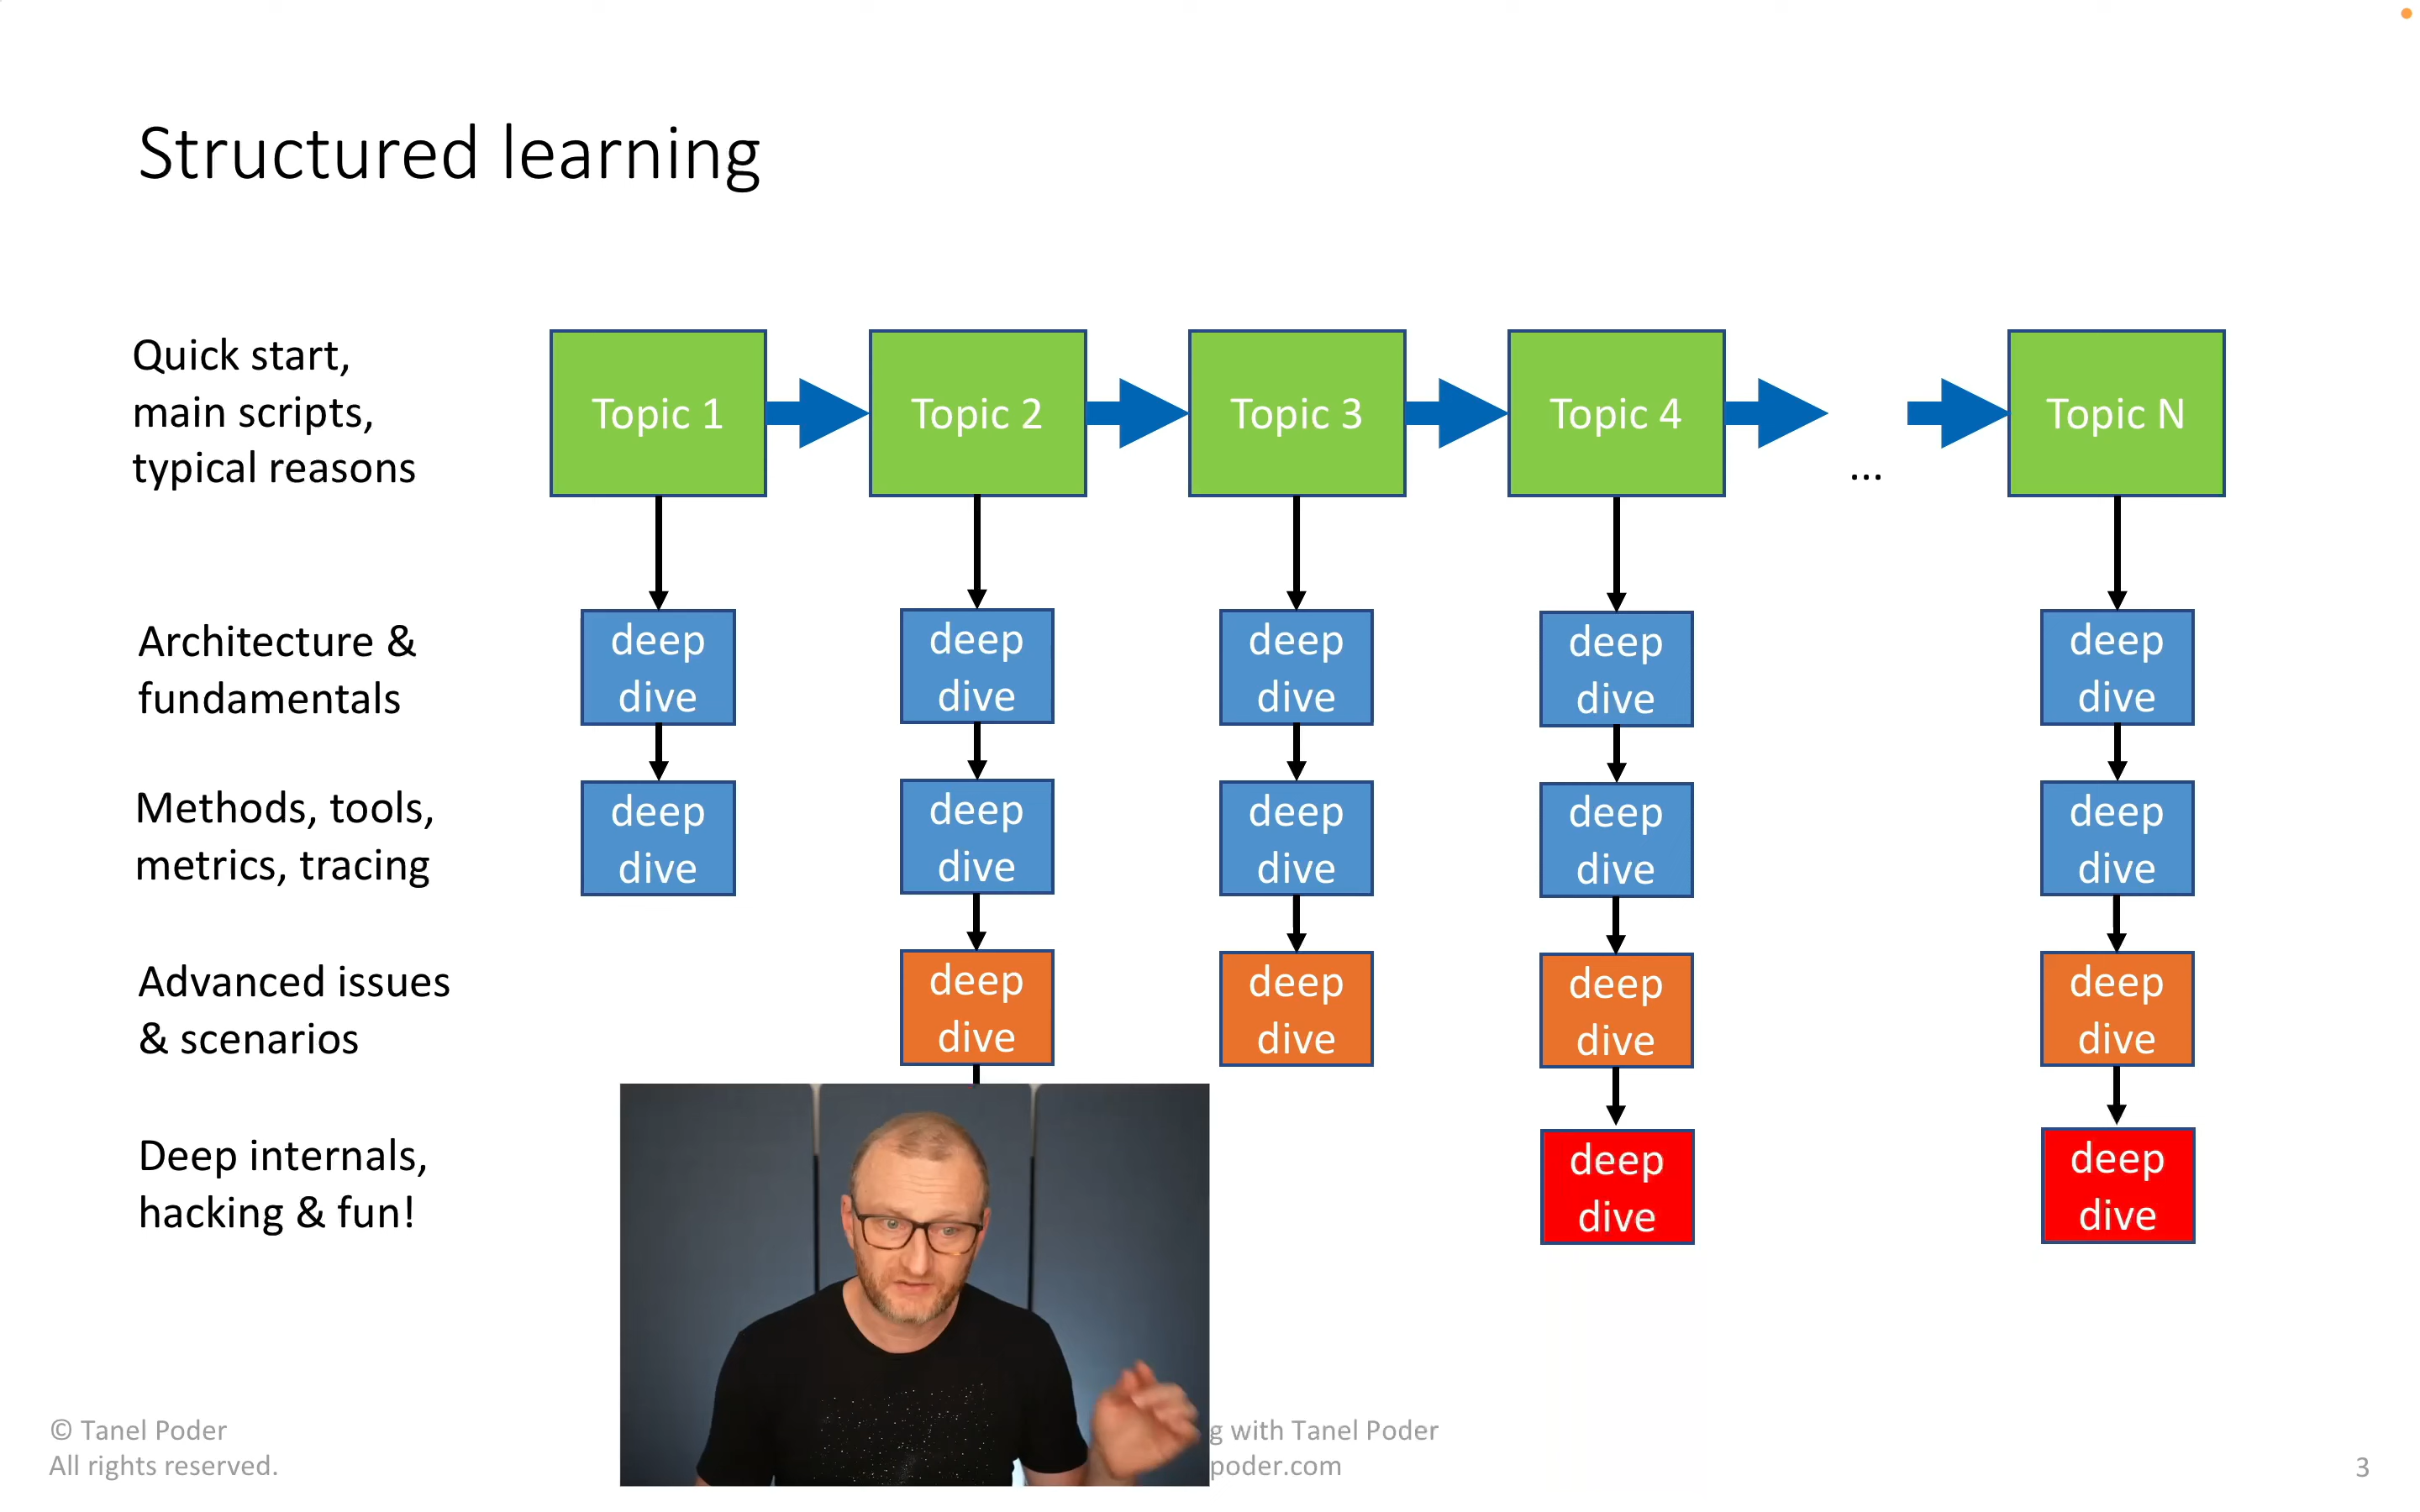 Structured learning
Quick start,
main scripts,
typical reasons
Topic 1
Topic 2
Topic 3
Topic 4
...
Topic N
Architecture &
fundamentals
deep
dive
deep
dive
deep
dive
deep
dive
deep
dive
Methods, tools,
metrics, tracing
deep
dive
deep
dive
deep
dive
deep
dive
deep
dive
Advanced issues
& scenarios
deep
dive
deep
dive
deep
dive
deep
dive
Deep internals,
hacking & fun!
deep
dive
deep
dive
© Tanel Poder
All rights reserved.
g with Tanel Poder
poder.com
3